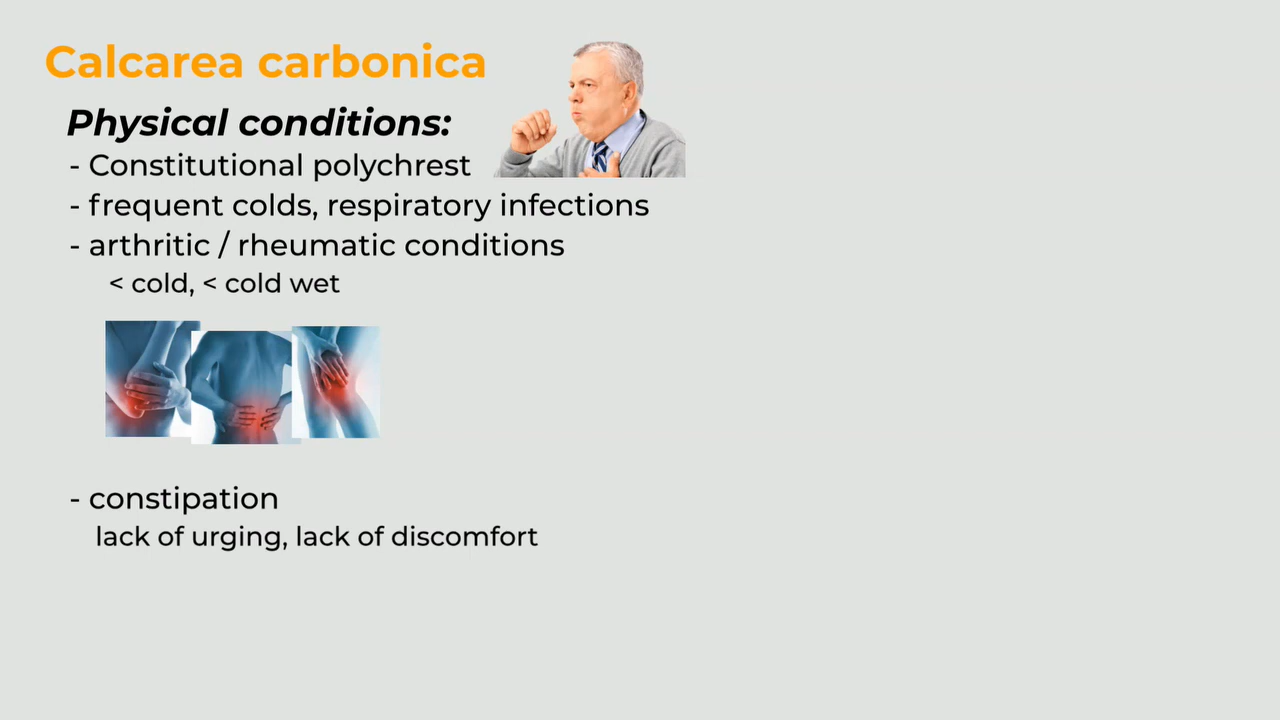 Calcarea carbonica
Physical conditions:
- Constitutional polychrest
- frequent colds, respiratory infections
- arthritic / rheumatic conditions
< cold, < cold wet
- constipation
lack of urging, lack of discomfort